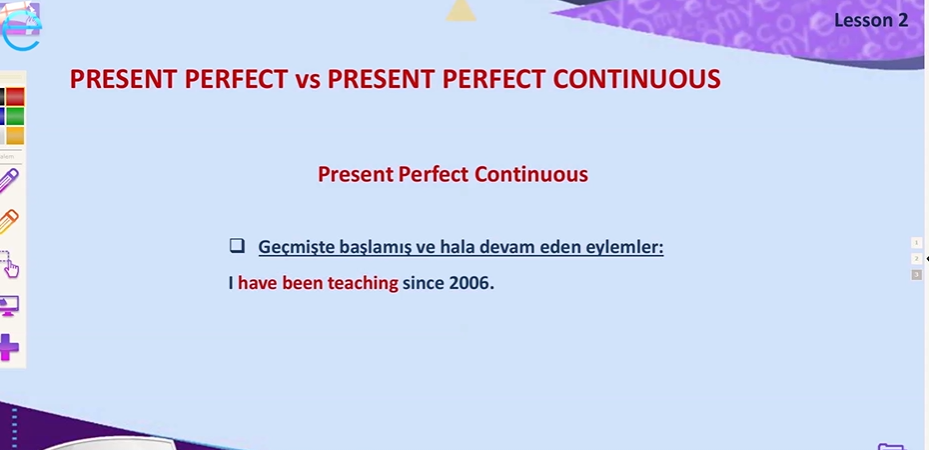 Lesson 2
PRESENT PERFECT vs PRESENT PERFECT CONTINUOUS
Present Perfect Continuous
❑ Geçmişte başlamış ve hala devam eden eylemler:
I have been teaching since 2006.
1
2
3